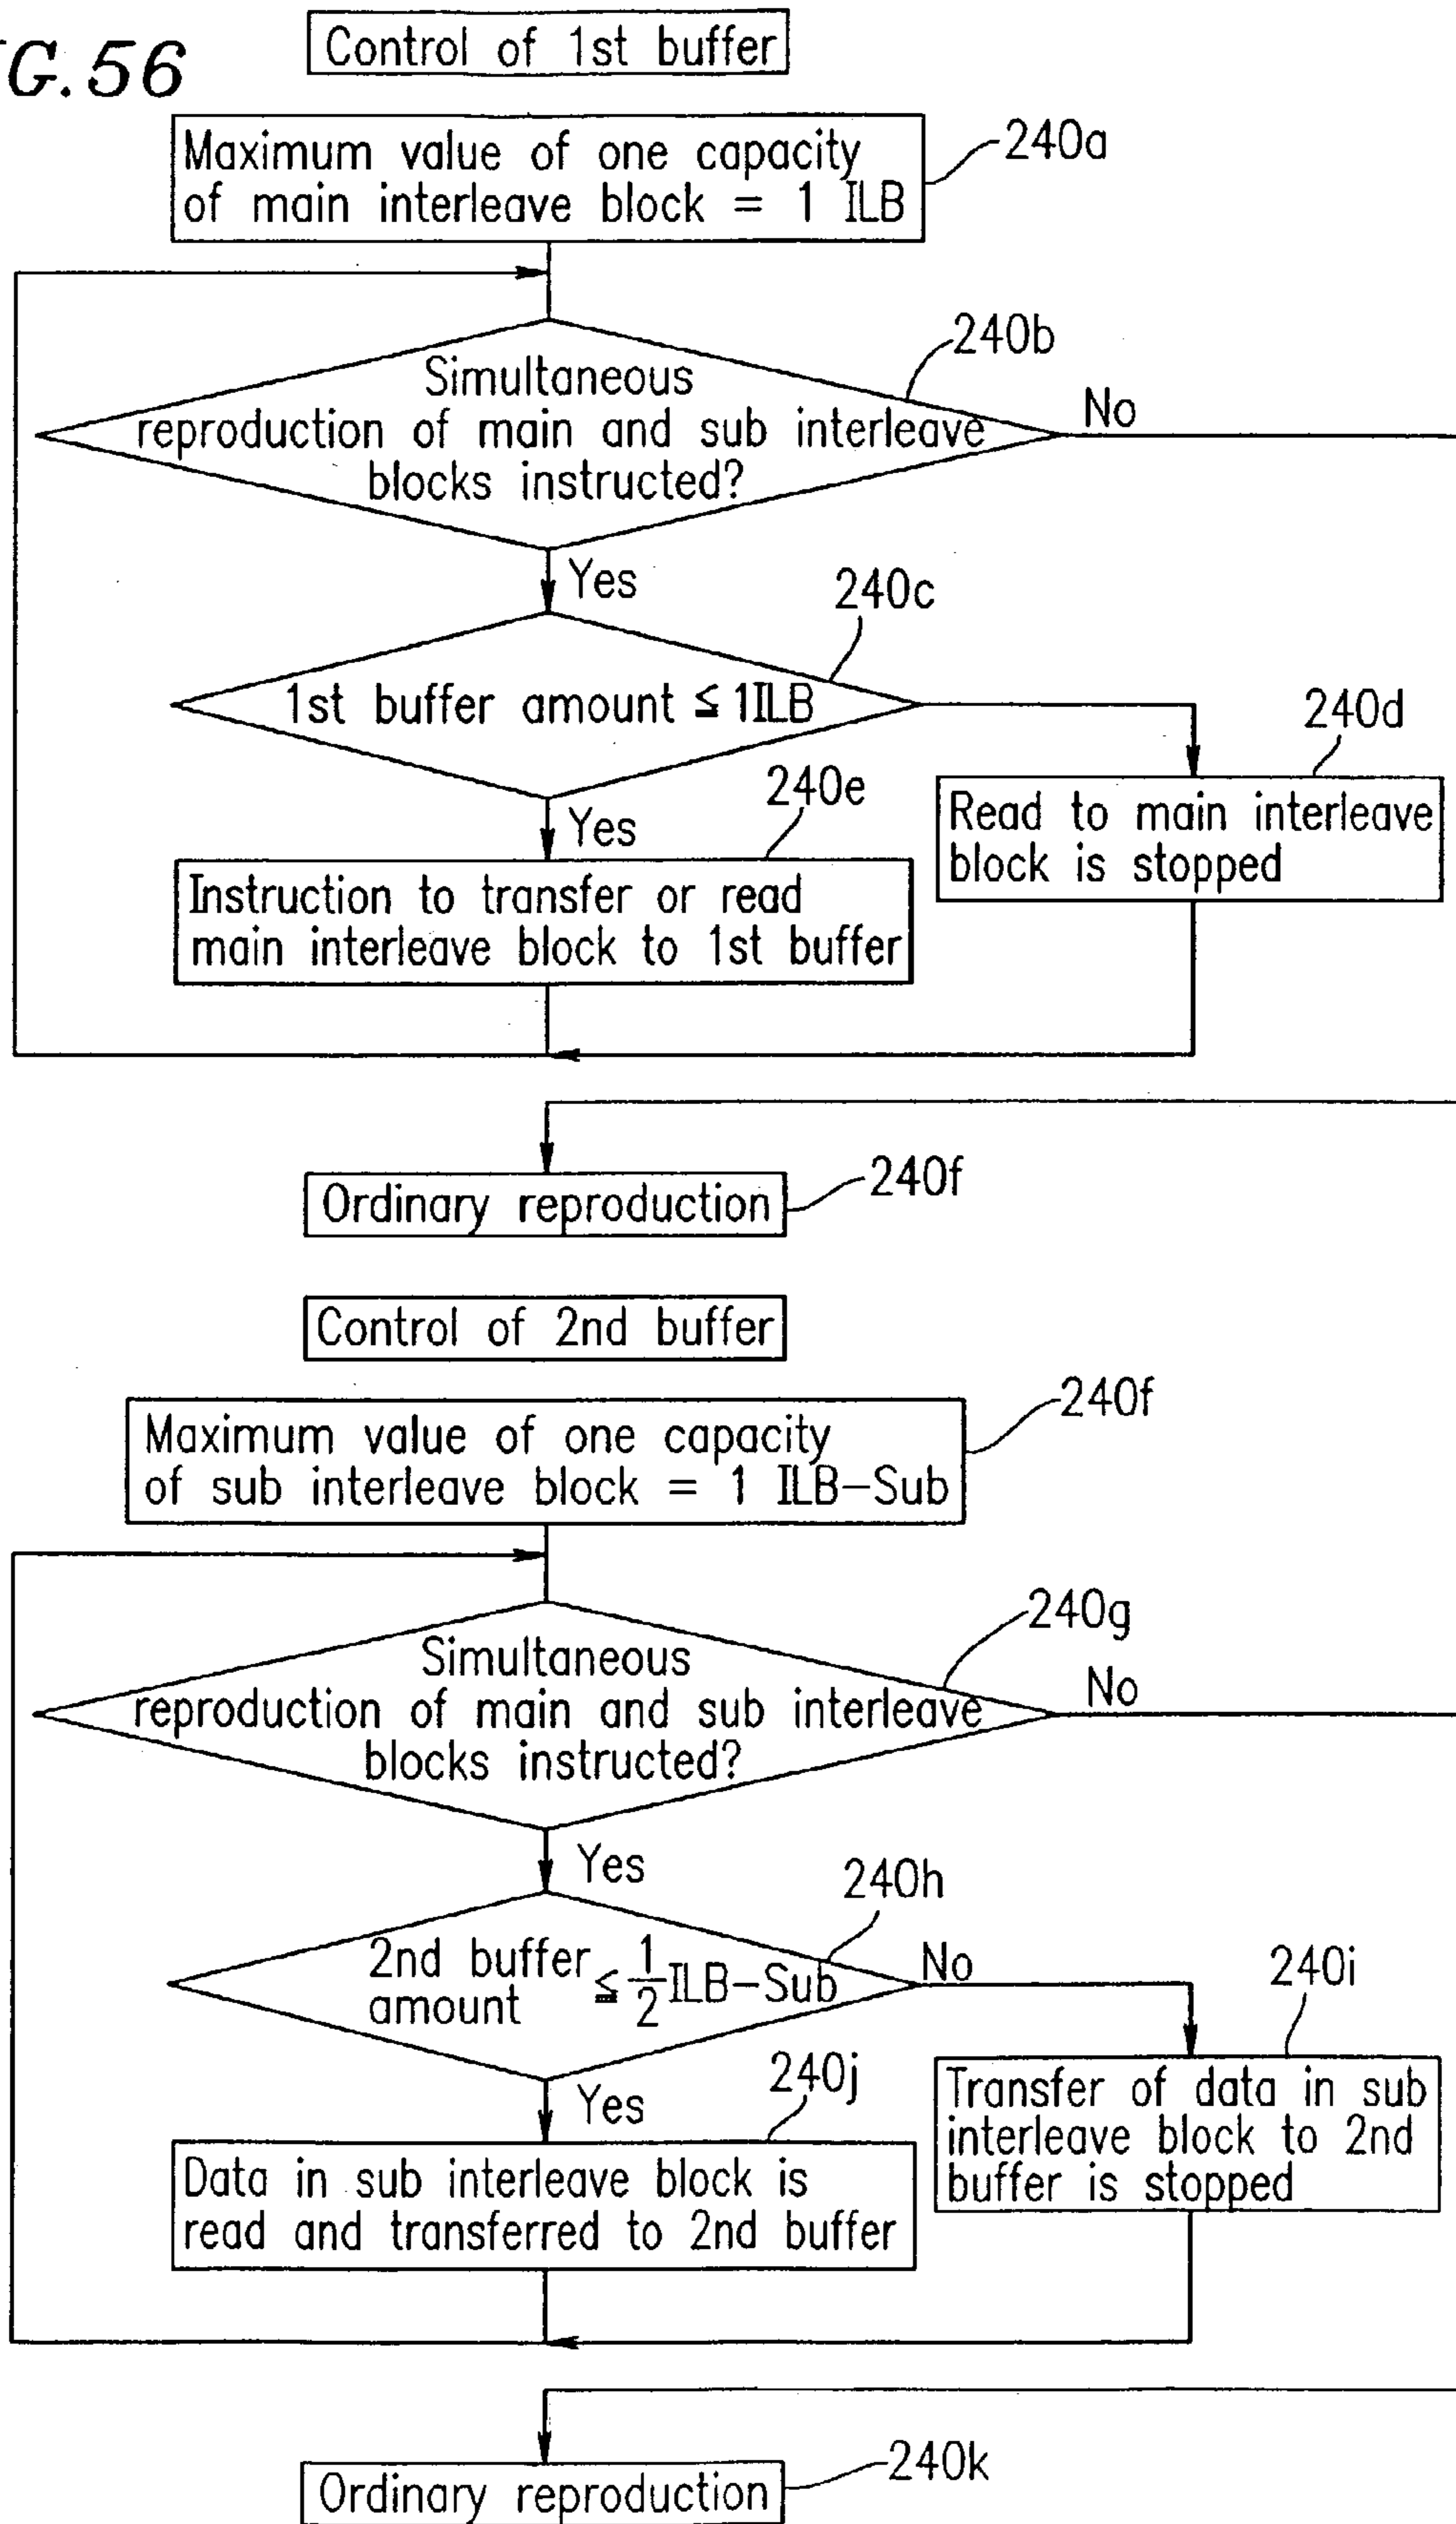 G. 56
Control of 1st buffer
Maximum value of one capacity
of main interleave block = 1 ILB
240a
240b
Simultaneous
reproduction of main and sub interleave
blocks instructed?
No
Yes
240c
1st buffer amount ≦ 1ILB
240d
Yes
240e
Read to main interleave
block is stopped
Instruction to transfer or read
main interleave block to 1st buffer
Ordinary reproduction
240f
Control of 2nd buffer
240f
Maximum value of one capacity
of sub interleave block = 1 ILB-Sub
240g
Simultaneous
reproduction of main and sub interleave
blocks instructed?
No
Yes
240h
2nd buffer
amount ≦ 1/2 ILB-Sub
No
240i
Yes
240j
Transfer of data in sub
interleave block to 2nd
buffer is stopped
Data in sub interleave block is
read and transferred to 2nd buffer
Ordinary reproduction
240k